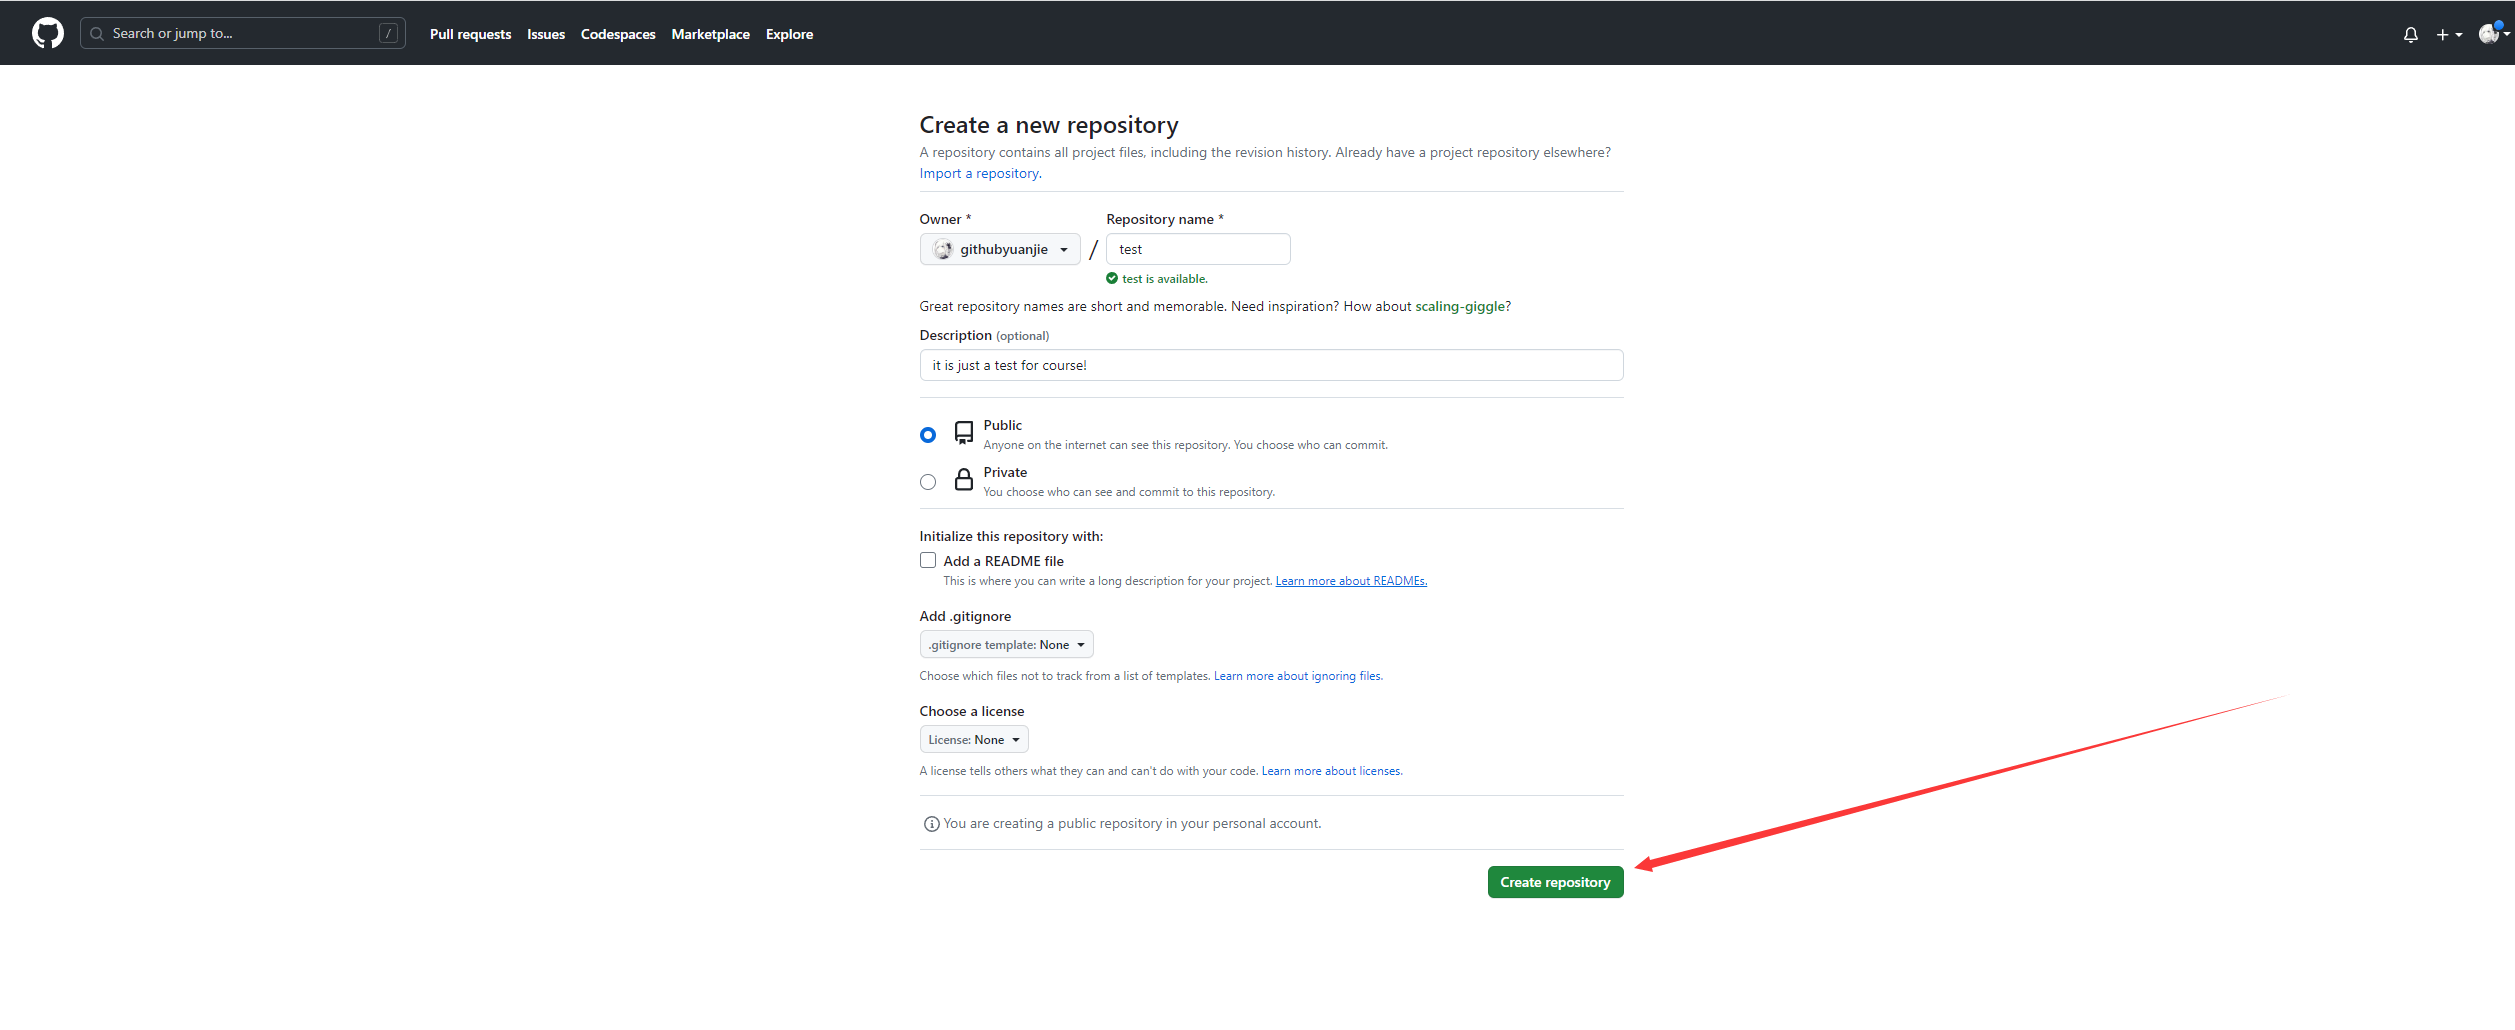 Search or jump to... /
Pull requests Issues Codespaces Marketplace Explore
Create a new repository
A repository contains all project files, including the revision history. Already have a project repository elsewhere?
Import a repository.
Owner * Repository name *
githubyuanjie / test
test is available.
Great repository names are short and memorable. Need inspiration? How about scaling-giggle?
Description (optional)
it is just a test for course!
Public
Anyone on the internet can see this repository. You choose who can commit.
Private
You choose who can see and commit to this repository.
Initialize this repository with:
Add a README file
This is where you can write a long description for your project. Learn more about READMEs.
Add .gitignore
.gitignore template: None
Choose which files not to track from a list of templates. Learn more about ignoring files.
Choose a license
License: None
A license tells others what they can and can't do with your code. Learn more about licenses.
You are creating a public repository in your personal account.
Create repository